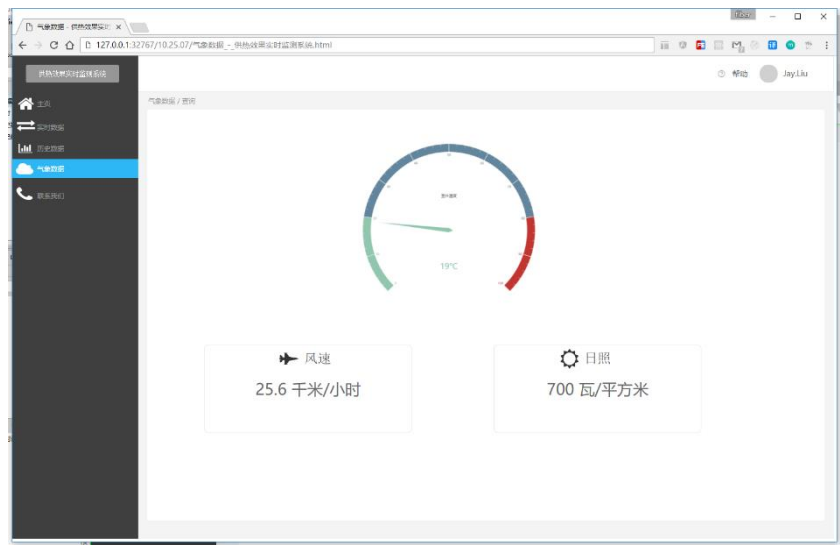 气象数据 - 供热效果实时
127.0.0.1:32767/10.25.07/气象数据_-_供热效果实时监测系统.html
供热效果实时监测系统
帮助
Jay.Liu
主页
气象数据 / 查询
实时数据
历史数据
气象数据
联系我们
19°C
风速
日照
25.6 千米/小时
700 瓦/平方米